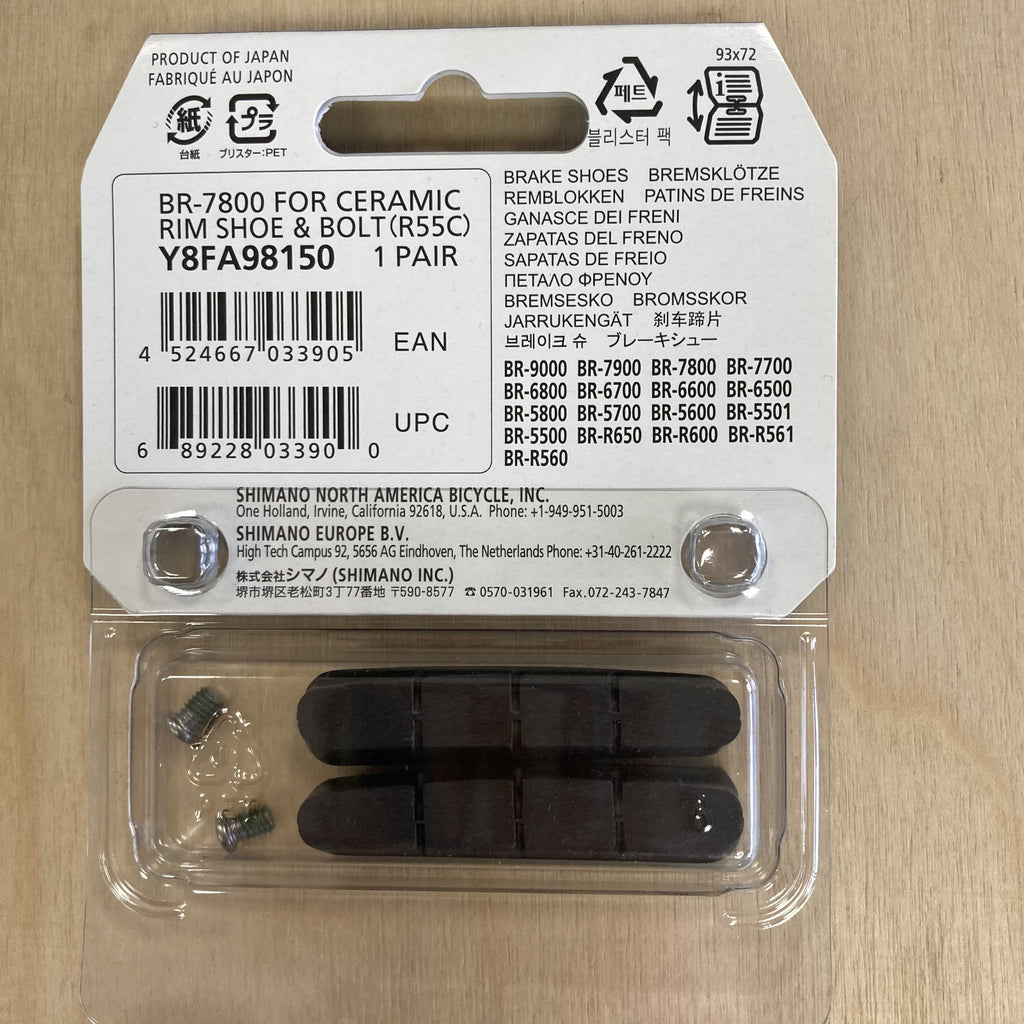 PRODUCT OF JAPAN
FABRIQUÉ AU JAPON
紙
台紙
プラ
ブリスター:PET
페트
블리스터 팩
93x72
i
BR-7800 FOR CERAMIC
RIM SHOE & BOLT(R55C)
Y8FA98150 1 PAIR
4 524667 033905
EAN
6 89228 03390 0
UPC
BRAKE SHOES BREMSKLÖTZE
REMBLOKKEN PATINS DE FREINS
GANASCE DEI FRENI
ZAPATAS DEL FRENO
SAPATAS DE FREIO
ΠΕΤΑΛΟ ΦΡΕΝΟΥ
BREMSESKO BROMSSKOR
JARRUKENGÄT 刹车蹄片
브레이크 슈 ブレーキシュー
BR-9000 BR-7900 BR-7800 BR-7700
BR-6800 BR-6700 BR-6600 BR-6500
BR-5800 BR-5700 BR-5600 BR-5501
BR-5500 BR-R650 BR-R600 BR-R561
BR-R560
SHIMANO NORTH AMERICA BICYCLE, INC.
One Holland, Irvine, California 92618, U.S.A. Phone: +1-949-951-5003
SHIMANO EUROPE B.V.
High Tech Campus 92, 5656 AG Eindhoven, The Netherlands Phone: +31-40-261-2222
株式会社シマノ (SHIMANO INC.)
堺市堺区老松町3丁77番地 〒590-8577 ☎ 0570-031961 Fax.072-243-7847